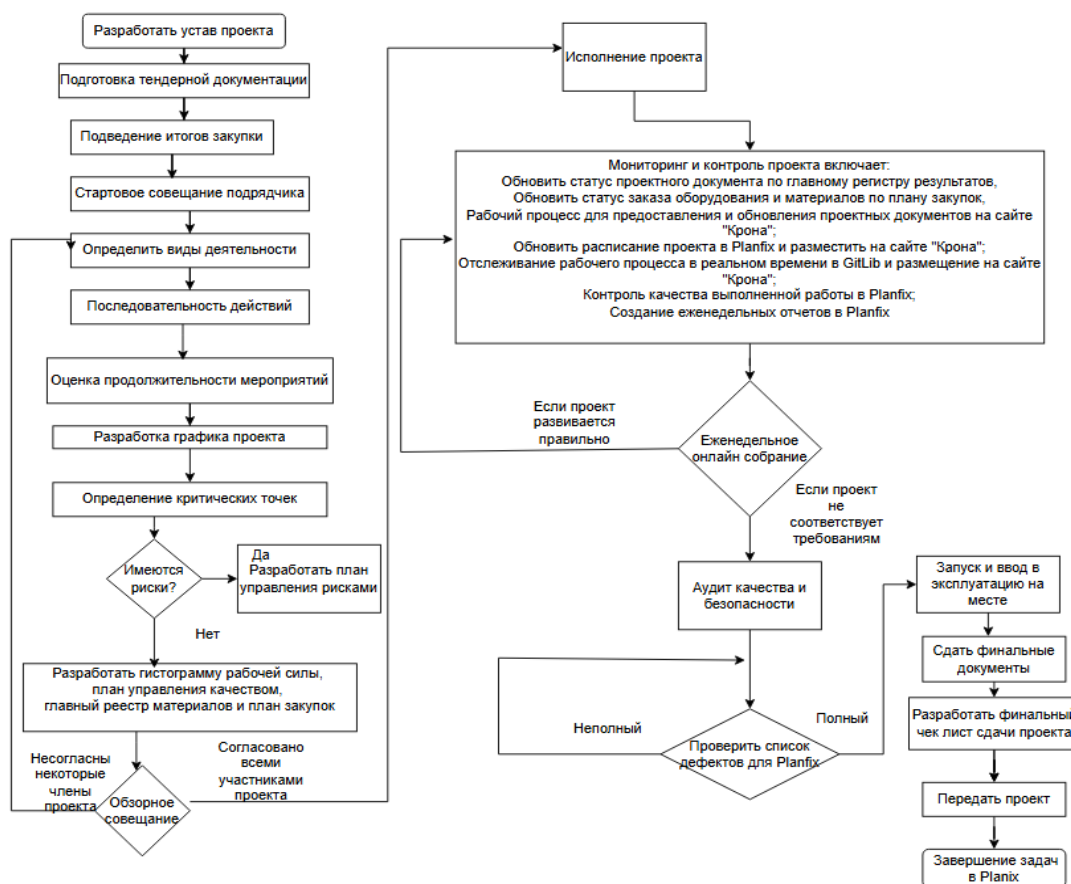 Разработать устав проекта
Подготовка тендерной документации
Подведение итогов закупки
Стартовое совещание подрядчика
Определить виды деятельности
Последовательность действий
Оценка продолжительности мероприятий
Разработка графика проекта
Определение критических точек
Имеются
риски?
Да
Разработать план
управления рисками
Нет
Разработать гистограмму рабочей силы,
план управления качеством,
главный реестр материалов и план закупок
Несогласны
некоторые
члены
проекта
Обзорное
совещание
Согласовано
всеми
участниками
проекта
Исполнение проекта
Мониторинг и контроль проекта включает:
Обновить статус проектного документа по главному регистру результатов,
Обновить статус заказа оборудования и материалов по плану закупок,
Рабочий процесс для предоставления и обновления проектных документов на сайте
"Крона";
Обновить расписание проекта в Planfix и разместить на сайте "Крона";
Отслеживание рабочего процесса в реальном времени в GitLib и размещение на сайте
"Крона";
Контроль качества выполненной работы в Planfix;
Создание еженедельных отчетов в Planfix
Если проект
развивается
правильно
Еженедельное
онлайн собрание
Если проект
не
соответствует
требованиям
Аудит качества и
безопасности
Неполный
Полный
Проверить список
дефектов для Planfix
Запуск и ввод в
эксплуатацию на
месте
Сдать финальные
документы
Разработать финальный
чек лист сдачи проекта
Передать проект
Завершение задач
в Planix